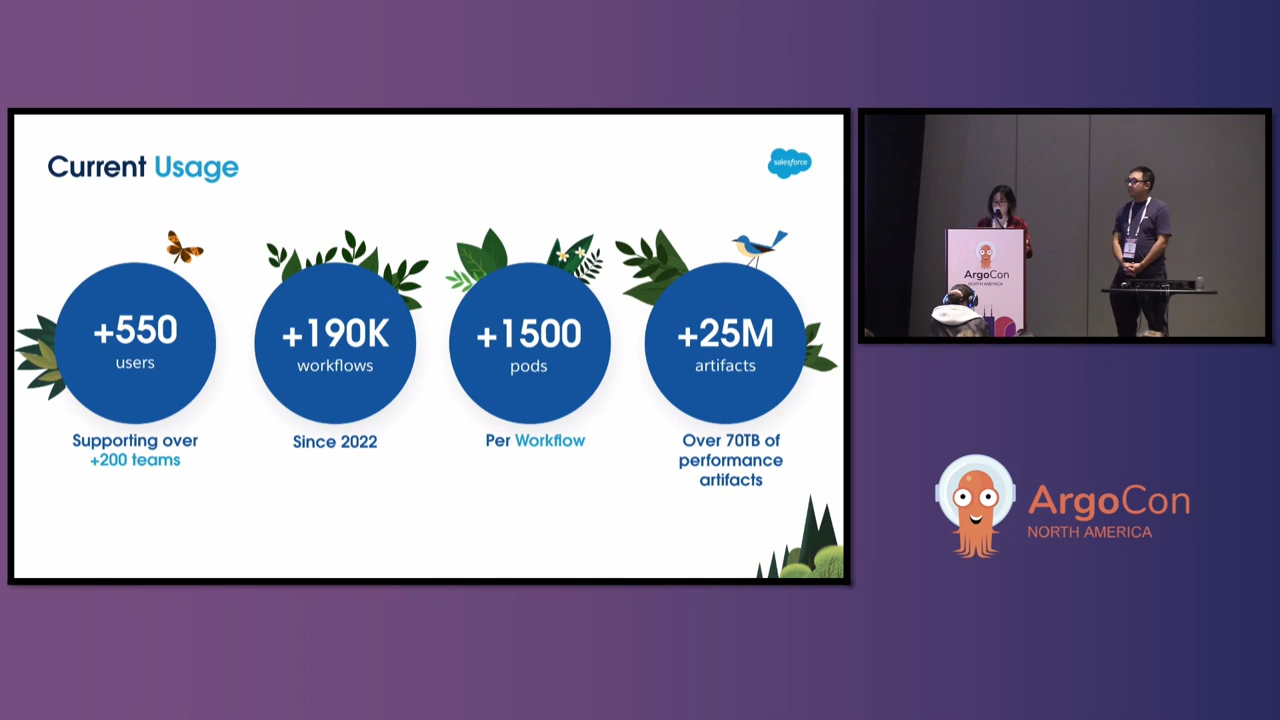 Current Usage
salesforce
+550
users
Supporting over
+200 teams
+190K
workflows
Since 2022
+1500
pods
Per Workflow
+25M
artifacts
Over 70TB of
performance
artifacts
ArgoCon
NORTH AMERICA
ArgoCon
NORTH AMERICA